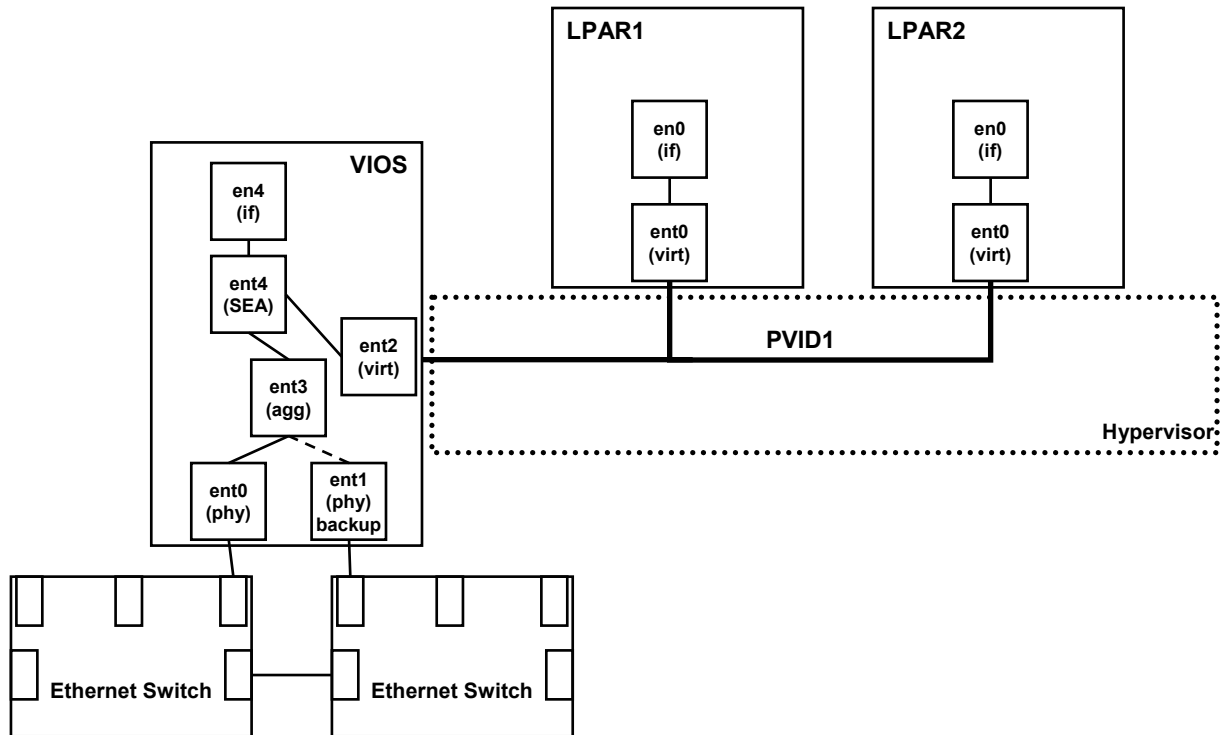 LPAR1
LPAR2
en0
(if)
en0
(if)
ent0
(virt)
ent0
(virt)
VIOS
en4
(if)
ent4
(SEA)
ent2
(virt)
ent3
(agg)
ent0
(phy)
ent1
(phy)
backup
PVID1
Hypervisor
Ethernet Switch
Ethernet Switch